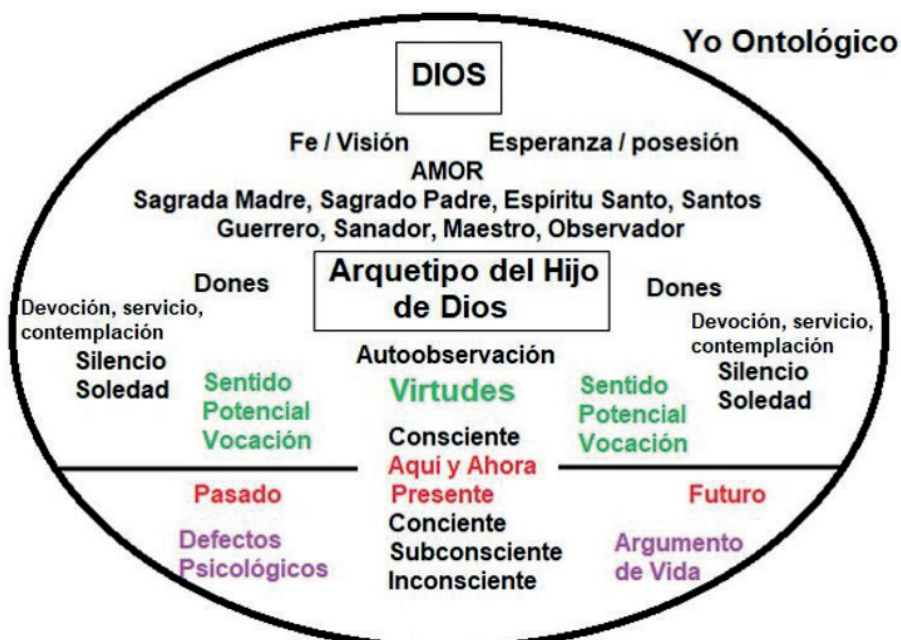 Yo Ontológico
DIOS
Fe / Visión
Esperanza / posesión
AMOR
Sagrada Madre, Sagrado Padre, Espíritu Santo, Santos
Guerrero, Sanador, Maestro, Observador
Arquetipo del Hijo
de Dios
Dones
Dones
Devoción, servicio,
contemplación
Silencio
Soledad
Devoción, servicio,
contemplación
Silencio
Soledad
Autoobservación
Virtudes
Sentido
Potencial
Vocación
Sentido
Potencial
Vocación
Consciente
Aquí y Ahora
Pasado
Presente
Futuro
Conciente
Subconsciente
Inconsciente
Defectos
Psicológicos
Argumento
de Vida